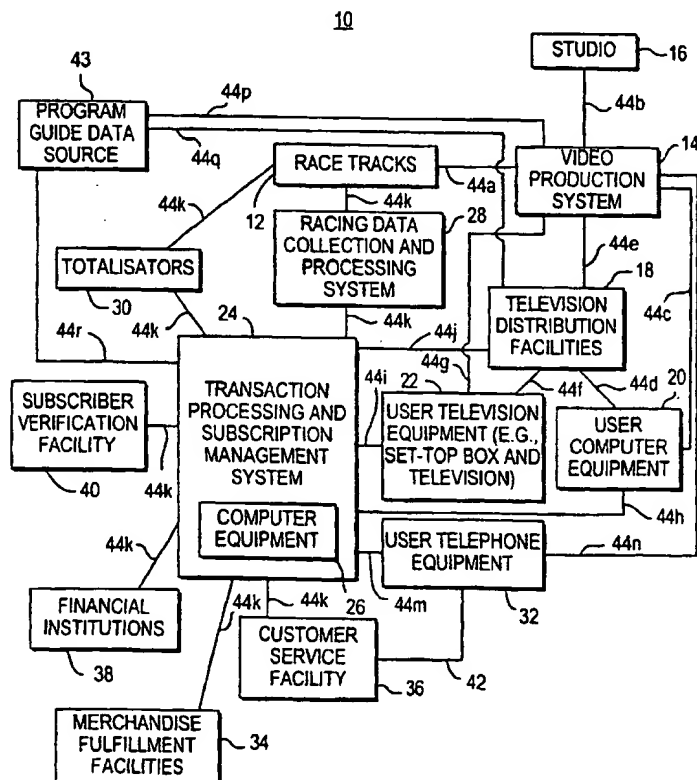 10
STUDIO
16
43
PROGRAM
GUIDE DATA
SOURCE
44p
44q
44b
14
VIDEO
PRODUCTION
SYSTEM
RACE TRACKS
44a
12
44k
44k
28
RACING DATA
COLLECTION AND
PROCESSING
SYSTEM
44e
18
44c
TOTALISATORS
30
44k
24
44k
44j
TELEVISION
DISTRIBUTION
FACILITIES
44r
44g
22
44f
44d
20
SUBSCRIBER
VERIFICATION
FACILITY
40
44k
TRANSACTION
PROCESSING AND
SUBSCRIPTION
MANAGEMENT
SYSTEM
44i
USER TELEVISION
EQUIPMENT (E.G.,
SET-TOP BOX AND
TELEVISION)
USER
COMPUTER
EQUIPMENT
44h
COMPUTER
EQUIPMENT
26
44m
USER TELEPHONE
EQUIPMENT
44n
32
44k
FINANCIAL
INSTITUTIONS
38
44k
44k
CUSTOMER
SERVICE
FACILITY
36
42
MERCHANDISE
FULFILLMENT
FACILITIES
34